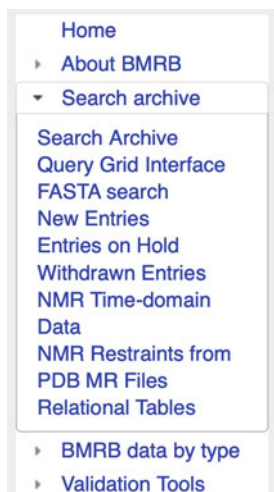 Home
About BMRB
Search archive
Search Archive
Query Grid Interface
FASTA search
New Entries
Entries on Hold
Withdrawn Entries
NMR Time-domain
Data
NMR Restraints from
PDB MR Files
Relational Tables
BMRB data by type
Validation Tools